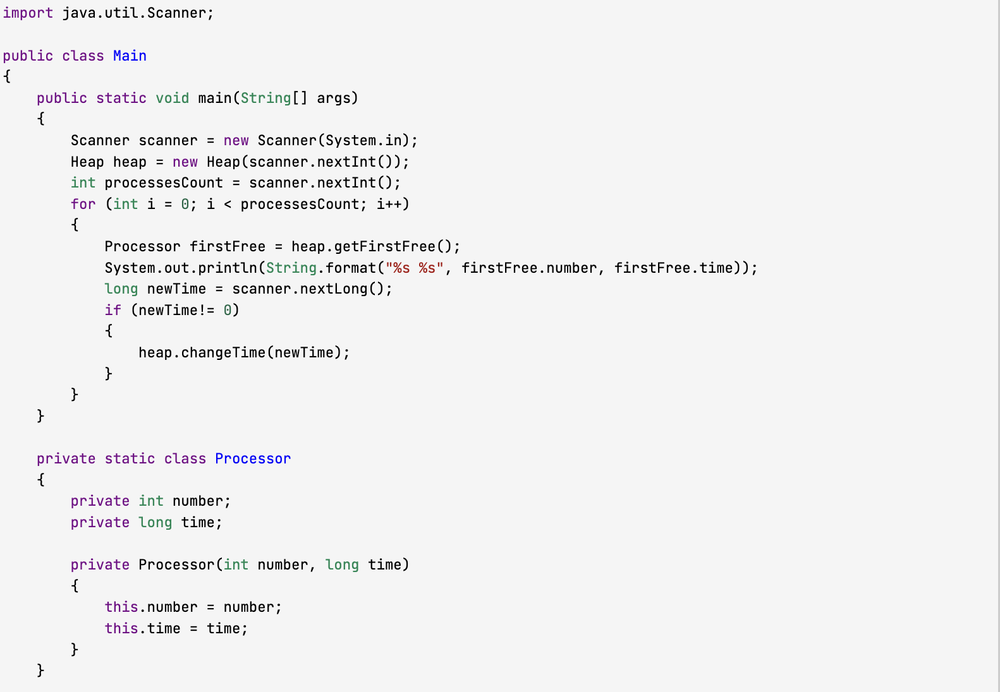 import java.util.Scanner;

public class Main
{
    public static void main(String[] args)
    {
        Scanner scanner = new Scanner(System.in);
        Heap heap = new Heap(scanner.nextInt());
        int processesCount = scanner.nextInt();
        for (int i = 0; i < processesCount; i++)
        {
            Processor firstFree = heap.getFirstFree();
            System.out.println(String.format("%s %s", firstFree.number, firstFree.time));
            long newTime = scanner.nextLong();
            if (newTime!= 0)
            {
                heap.changeTime(newTime);
            }
        }
    }

    private static class Processor
    {
        private int number;
        private long time;

        private Processor(int number, long time)
        {
            this.number = number;
            this.time = time;
        }
    }